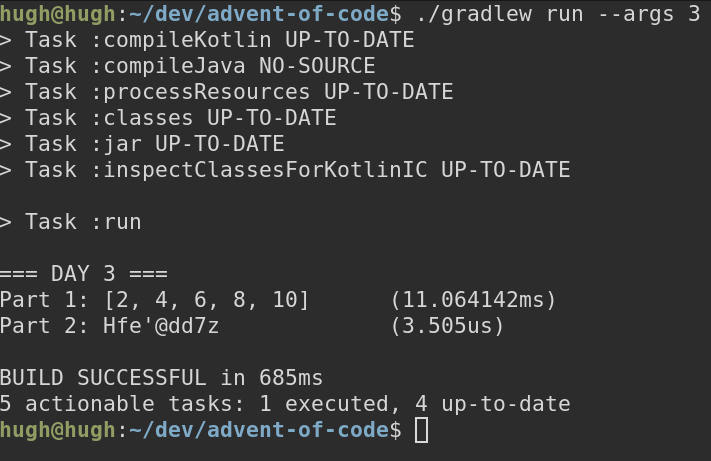 hugh@hugh:~/dev/advent-of-code$ ./gradlew run --args 3
> Task :compileKotlin UP-TO-DATE
> Task :compileJava NO-SOURCE
> Task :processResources UP-TO-DATE
> Task :classes UP-TO-DATE
> Task :jar UP-TO-DATE
> Task :inspectClassesForKotlinIC UP-TO-DATE
> Task :run
=== DAY 3 ===
Part 1: [2, 4, 6, 8, 10]      (11.064142ms)
Part 2: Hfe'@dd7z             (3.505us)
BUILD SUCCESSFUL in 685ms
5 actionable tasks: 1 executed, 4 up-to-date
hugh@hugh:~/dev/advent-of-code$